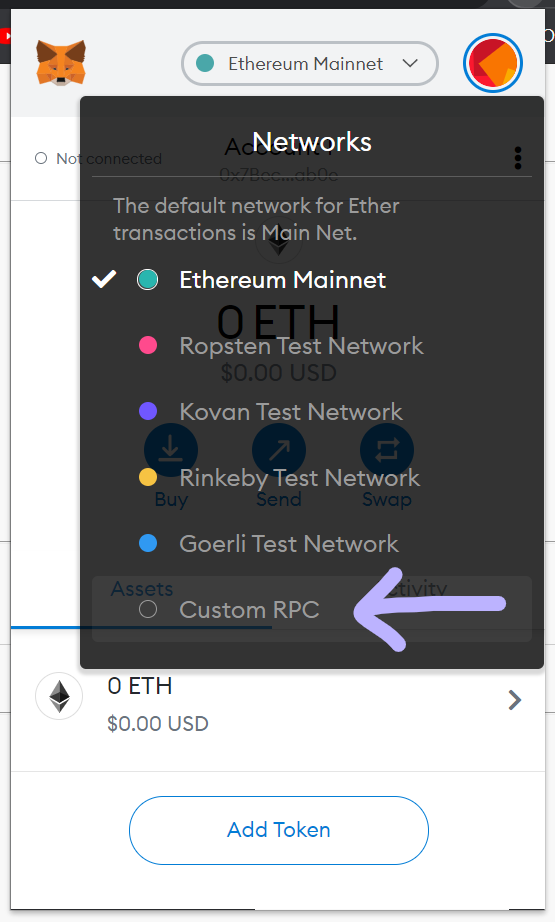 Ethereum Mainnet
Networks
Not connected
The default network for Ether
transactions is Main Net.
Ethereum Mainnet
0 ETH
Ropsten Test Network
$0.00 USD
Kovan Test Network
Rinkeby Test Network
Buy
Send
Swap
Goerli Test Network
Assets
Custom RPC
0 ETH
$0.00 USD
Add Token